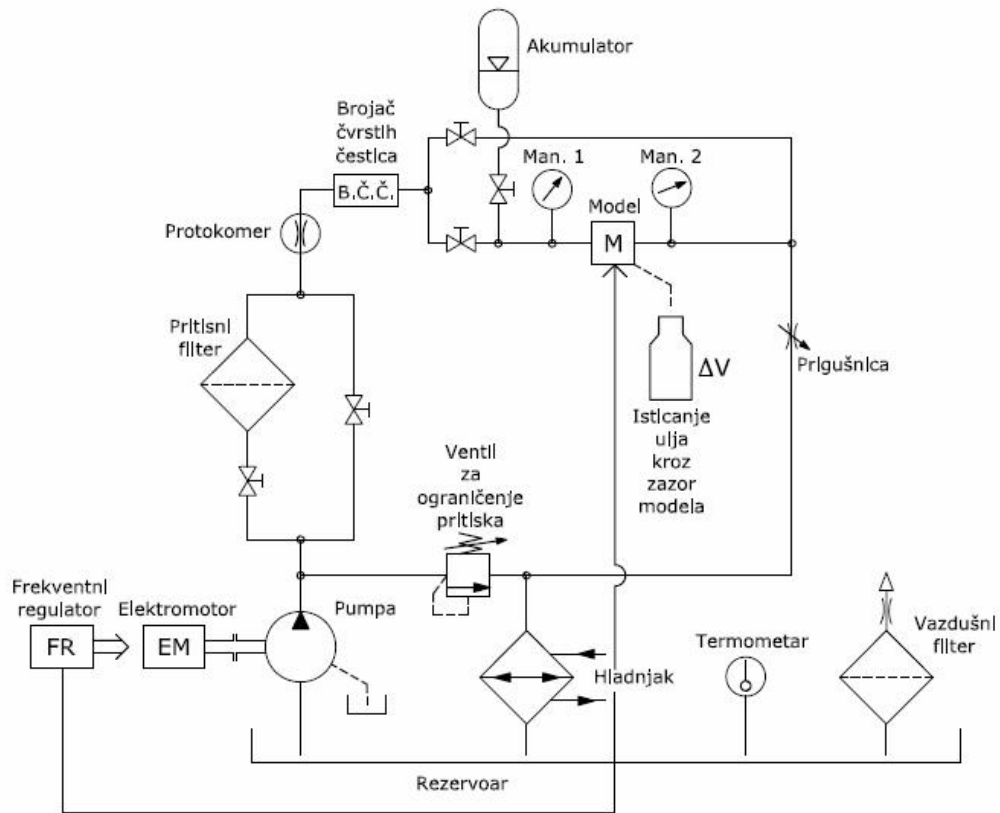 Akumulator
Brojač
čvrstih
čestica
B.Č.Č.
Man. 1
Man. 2
Model
M
Protokomer
Pritisni
filter
ΔV
Prigušnica
Isticanje
ulja
kroz
zazor
modela
Ventil
za
ograničenje
pritiska
Frekventni
regulator
FR
Elektromotor
EM
Pumpa
Hladnjak
Termometar
Vazdušni
filter
Rezervoar